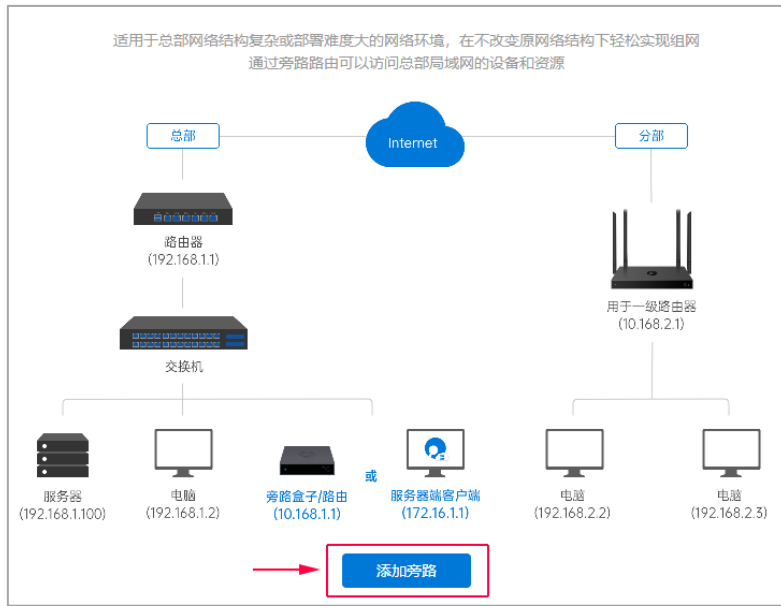 适用于总部网络结构复杂或部署难度大的网络环境，在不改变原网络结构下轻松实现组网
通过旁路路由可以访问总部局域网的设备和资源
总部
Internet
分部
路由器
(192.168.1.1)
用于一级路由器
(10.168.2.1)
交换机
服务器
(192.168.1.100)
电脑
(192.168.1.2)
旁路盒子/路由
(10.168.1.1)
或
服务器端客户端
(172.16.1.1)
电脑
(192.168.2.2)
电脑
(192.168.2.3)
添加旁路